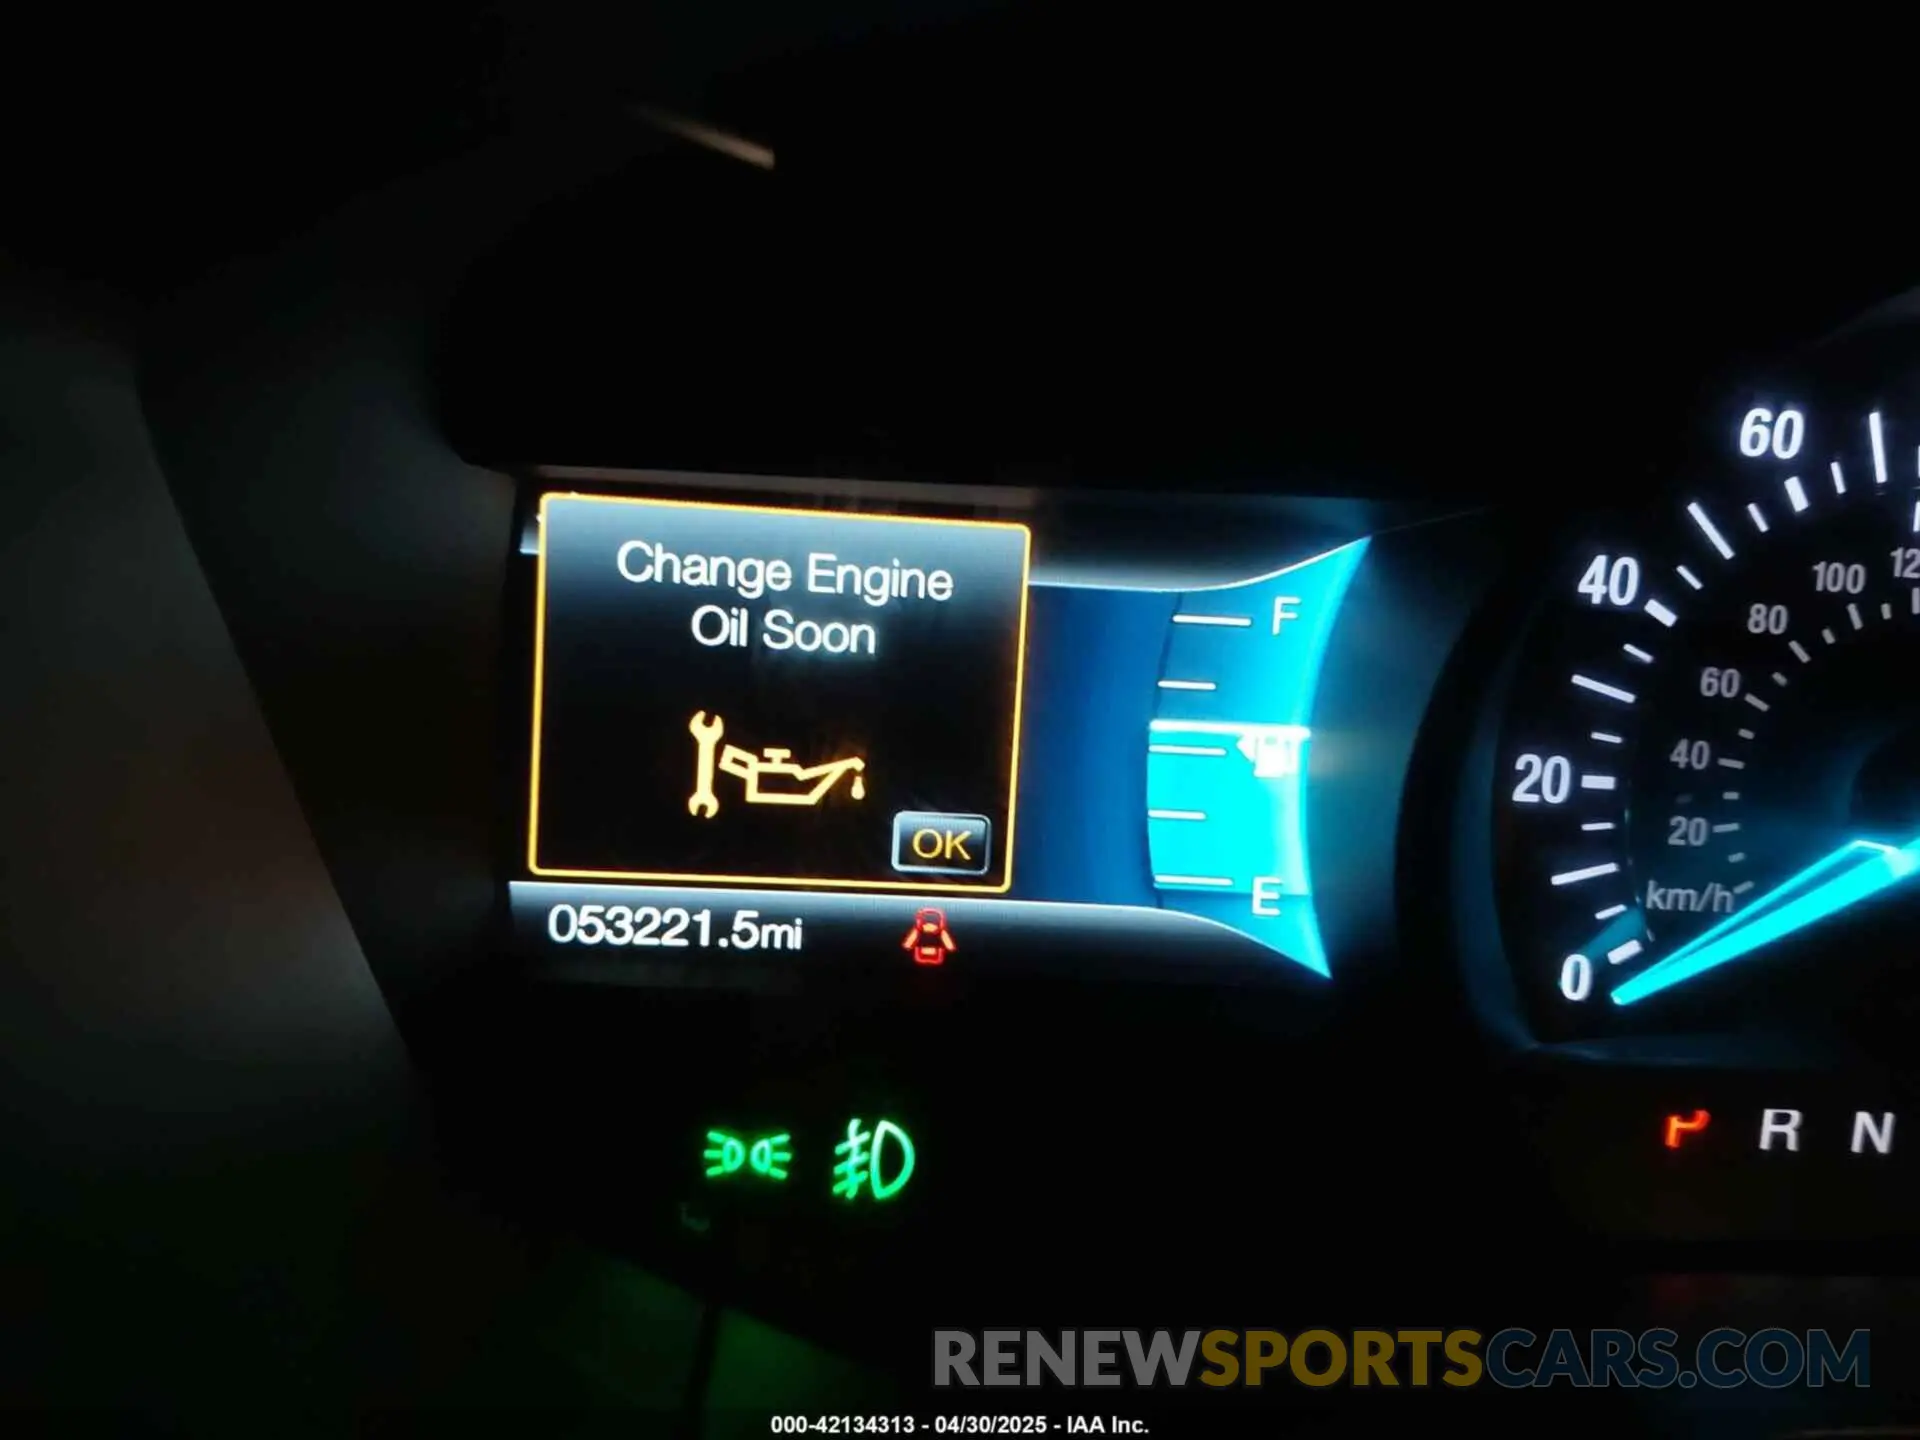 Change Engine
Oil Soon
OK
F
E
053221.5mi
60
40
20
0
100
80
60
40
20
km/h
P R N
RENEWSPORTSCARS.COM
000-42134313 - 04/30/2025 - IAA Inc.